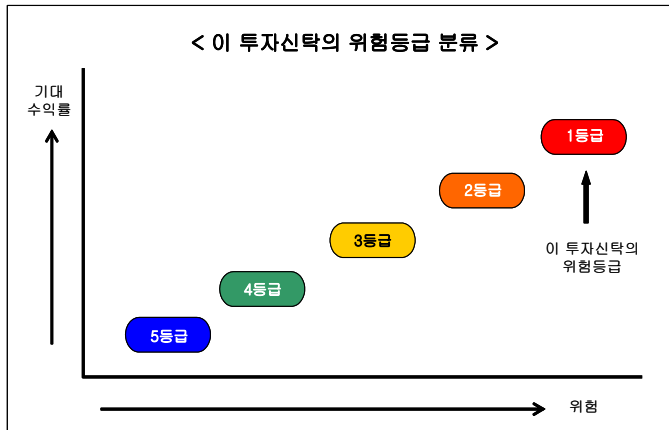 < 이 투자신탁의 위험등급 분류 >
기대
수익률
1등급
2등급
3등급
이 투자신탁의
위험등급
4등급
5등급
위험